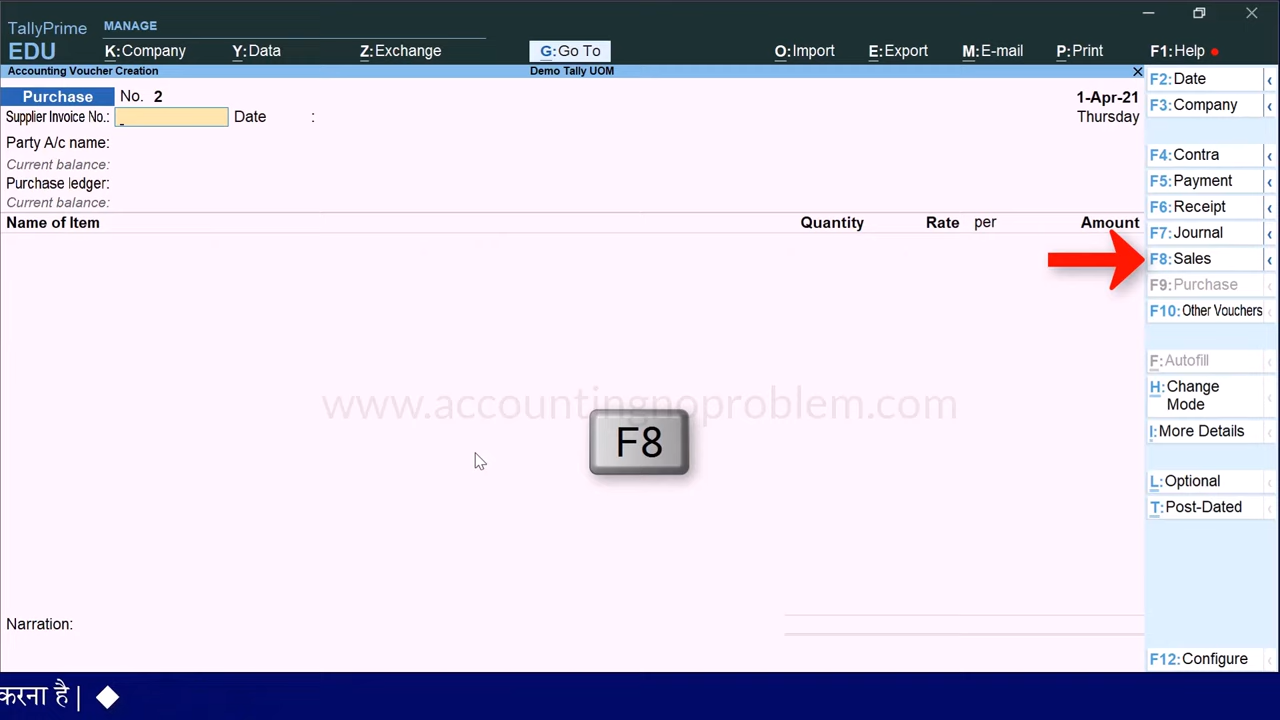 TallyPrime
MANAGE
EDU
K:Company
Y:Data
Z:Exchange
G:Go To
O:Import
E:Export
M:E-mail
P:Print
F1:Help
Accounting Voucher Creation
Demo Tally UOM
Purchase No. 2
1-Apr-21
Supplier Invoice No.: Date :
Thursday
Party A/c name:
Current balance:
Purchase ledger:
Current balance:
Name of Item Quantity Rate per Amount
www.accountingnoproblem.com
F8
Narration:
F2:Date
F3:Company
F4:Contra
F5:Payment
F6:Receipt
F7:Journal
F8:Sales
F9:Purchase
F10:Other Vouchers
F:Autofill
H:Change
Mode
I:More Details
L:Optional
T:Post-Dated
F12:Configure
करना है |